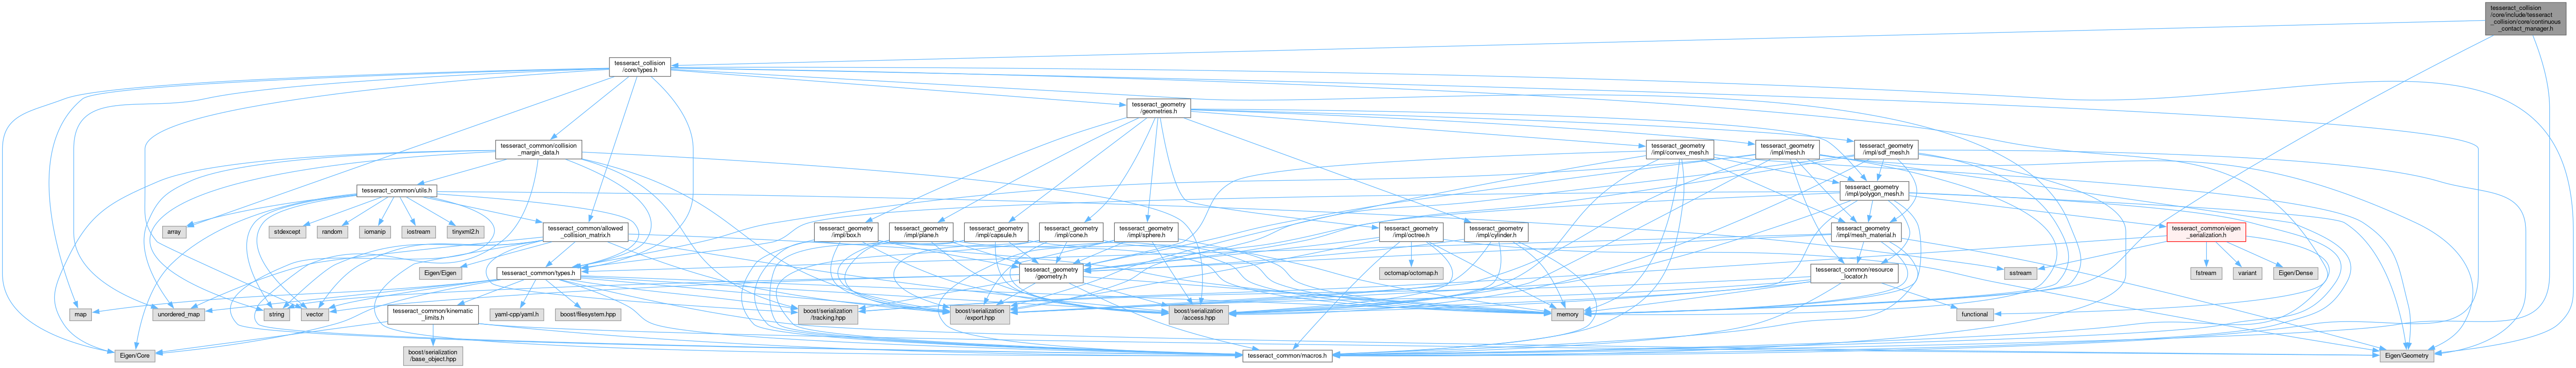 tesseract_collision
/core/include/tesseract
_collision/core/continuous
_contact_manager.h
tesseract_collision
/core/types.h
tesseract_geometry
/geometries.h
tesseract_common/collision
_margin_data.h
tesseract_geometry
/impl/convex_mesh.h
tesseract_geometry
/impl/mesh.h
tesseract_geometry
/impl/sdf_mesh.h
tesseract_common/utils.h
tesseract_geometry
/impl/polygon_mesh.h
array
stdexcept
random
iomanip
iostream
tinyxml2.h
tesseract_common/allowed
_collision_matrix.h
tesseract_geometry
/impl/box.h
tesseract_geometry
/impl/plane.h
tesseract_geometry
/impl/capsule.h
tesseract_geometry
/impl/cone.h
tesseract_geometry
/impl/sphere.h
tesseract_geometry
/impl/octree.h
tesseract_geometry
/impl/cylinder.h
tesseract_geometry
/impl/mesh_material.h
tesseract_common/eigen
_serialization.h
Eigen/Eigen
tesseract_common/types.h
tesseract_geometry
/geometry.h
octomap/octomap.h
tesseract_common/resource
_locator.h
sstream
fstream
variant
Eigen/Dense
map
unordered_map
string
vector
tesseract_common/kinematic
_limits.h
yaml-cpp/yaml.h
boost/filesystem.hpp
boost/serialization
/tracking.hpp
boost/serialization
/export.hpp
boost/serialization
/access.hpp
memory
functional
Eigen/Core
boost/serialization
/base_object.hpp
tesseract_common/macros.h
Eigen/Geometry